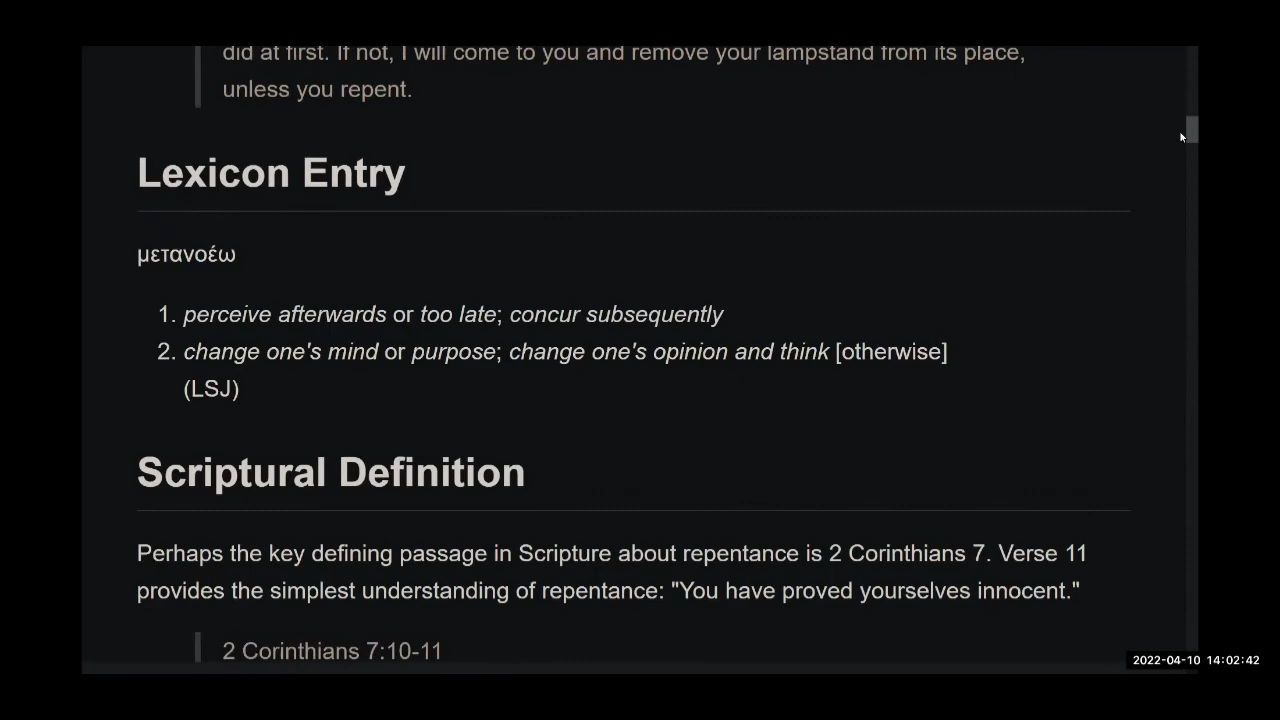 did at first. If not, I will come to you and remove your lampstand from its place,
unless you repent.
Lexicon Entry
μετανοέω
1. perceive afterwards or too late; concur subsequently
2. change one's mind or purpose; change one's opinion and think [otherwise]
(LSJ)
Scriptural Definition
Perhaps the key defining passage in Scripture about repentance is 2 Corinthians 7. Verse 11
provides the simplest understanding of repentance: "You have proved yourselves innocent."
2 Corinthians 7:10-11
2022-04-10 14:02:42